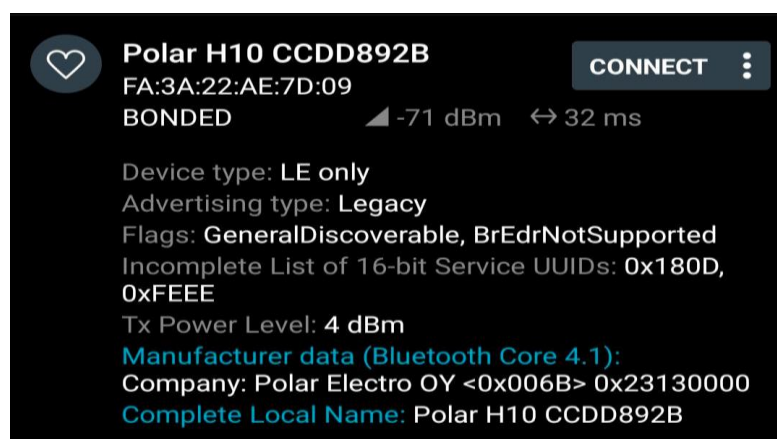 Polar H10 CCDD892B
FA:3A:22:AE:7D:09
CONNECT
BONDED -71 dBm 32 ms
Device type: LE only
Advertising type: Legacy
Flags: GeneralDiscoverable, BrEdrNotSupported
Incomplete List of 16-bit Service UUIDs: 0x180D,
0xFEEE
Tx Power Level: 4 dBm
Manufacturer data (Bluetooth Core 4.1):
Company: Polar Electro OY <0x006B> 0x23130000
Complete Local Name: Polar H10 CCDD892B